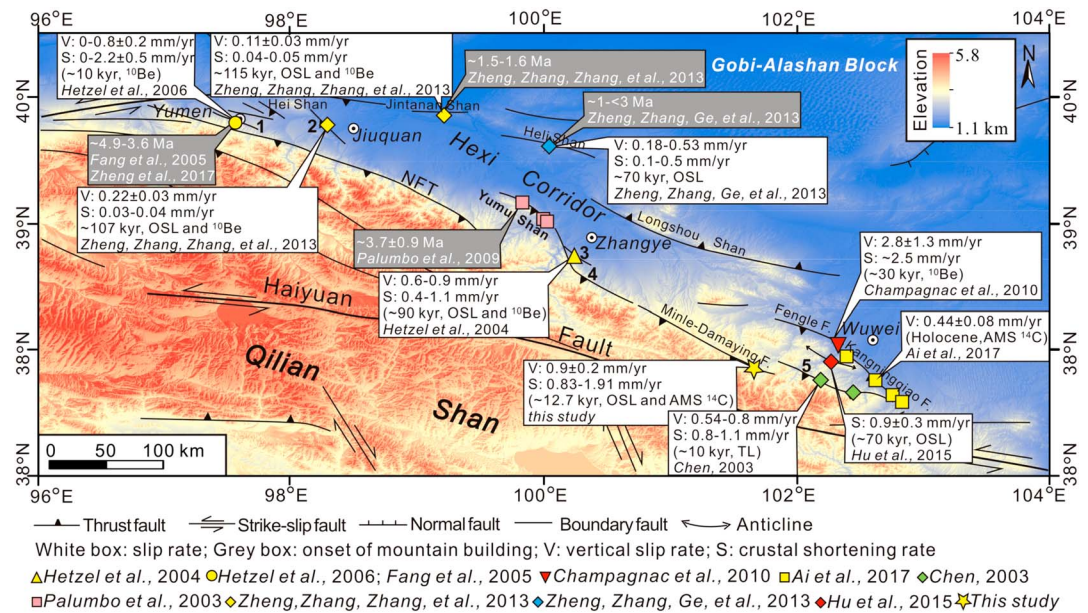 96°E 98°E 100°E 102°E 104°E
V: 0-0.8±0.2 mm/yr
S: 0-2.2±0.5 mm/yr
(~10 kyr, ¹⁰Be)
Hetzel et al., 2006
V: 0.11±0.03 mm/yr
S: 0.04-0.05 mm/yr
~115 kyr, OSL and ¹⁰Be
Zheng, Zhang, Zhang, et al., 2013
~1.5-1.6 Ma
Zheng, Zhang, Zhang, et al., 2013
Gobi-Alashan Block
Elevation
5.8
1.1 km
N
40°N
40°N
~1-<3 Ma
Zheng, Zhang, Ge, et al., 2013
Yumen
1
Hei Shan
2
Jiuquan
Jintanan Shan
Heli Shan
Hexi
Corridor
~4.9-3.6 Ma
Fang et al., 2005
Zheng et al., 2017
V: 0.18-0.53 mm/yr
S: 0.1-0.5 mm/yr
~70 kyr, OSL
Zheng, Zhang, Ge, et al., 2013
V: 0.22±0.03 mm/yr
S: 0.03-0.04 mm/yr
~107 kyr, OSL and ¹⁰Be
Zheng, Zhang, Zhang, et al., 2013
NFT
39°N
39°N
Yumu Shan
Longshou Shan
Zhangye
~3.7±0.9 Ma
Palumbo et al., 2009
3
4
V: 2.8±1.3 mm/yr
S: ~2.5 mm/yr
(~30 kyr, ¹⁰Be)
Champagnac et al., 2010
V: 0.6-0.9 mm/yr
S: 0.4-1.1 mm/yr
(~90 kyr, OSL and ¹⁰Be)
Hetzel et al., 2004
Haiyuan
Fault
Minle-Damaying F.
Fengle F.
Wuwei
Kangningqiao F.
V: 0.44±0.08 mm/yr
(Holocene,AMS ¹⁴C)
Ai et al., 2017
38°N
38°N
Qilian
Shan
5
V: 0.9±0.2 mm/yr
S: 0.83-1.91 mm/yr
(~12.7 kyr, OSL and AMS ¹⁴C)
this study
V: 0.54-0.8 mm/yr
S: 0.8-1.1 mm/yr
(~10 kyr, TL)
Chen, 2003
S: 0.9±0.3 mm/yr
(~70 kyr, OSL)
Hu et al., 2015
0 50 100 km
38°N
38°N
96°E 98°E 100°E 102°E 104°E
Thrust fault Strike-slip fault Normal fault Boundary fault Anticline
White box: slip rate; Grey box: onset of mountain building; V: vertical slip rate; S: crustal shortening rate
Hetzel et al., 2004 Hetzel et al., 2006; Fang et al., 2005 Champagnac et al., 2010 Ai et al., 2017 Chen, 2003
Palumbo et al., 2003 Zheng,Zhang, Zhang, et al., 2013 Zheng, Zhang, Ge, et al., 2013 Hu et al., 2015 This study